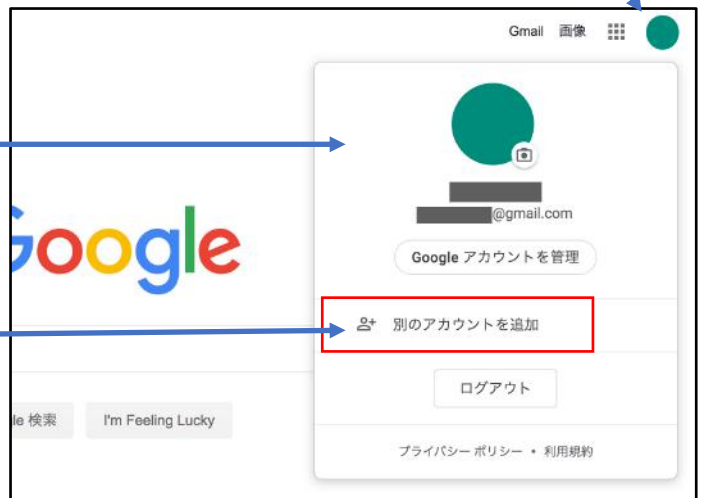 Gmail 画像
@gmail.com
Google アカウントを管理
Google
別のアカウントを追加
ログアウト
le 検索 I'm Feeling Lucky
プライバシー ポリシー • 利用規約